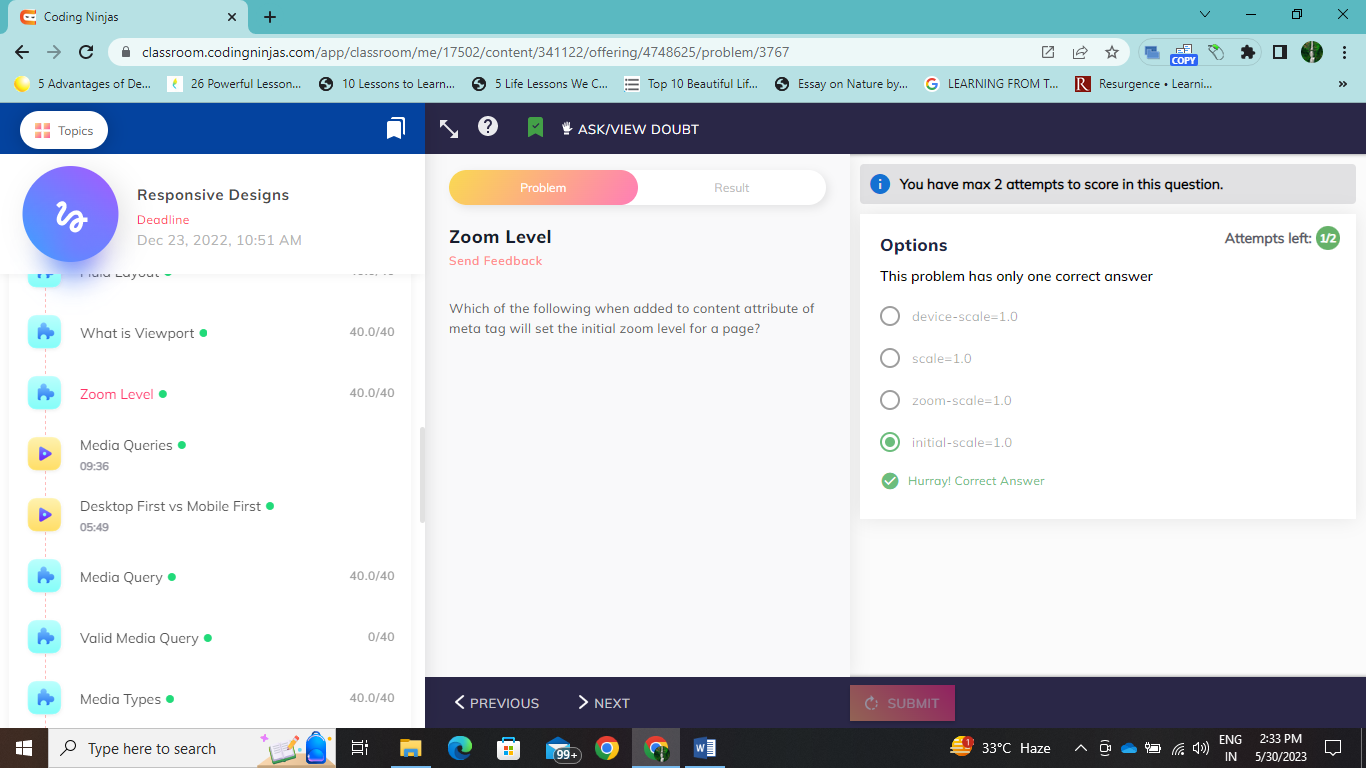 Coding Ninjas
classroom.codingninjas.com/app/classroom/me/17502/content/341122/offering/4748625/problem/3767
COPY
5 Advantages of De...
26 Powerful Lesson...
10 Lessons to Learn...
5 Life Lessons We C...
Top 10 Beautiful Lif...
Essay on Nature by...
LEARNING FROM T...
Resurgence • Learni...
»
Topics
ASK/VIEW DOUBT
Responsive Designs
Deadline
Dec 23, 2022, 10:51 AM
Fluid Layout
What is Viewport
40.0/40
Zoom Level
40.0/40
Media Queries
09:36
Desktop First vs Mobile First
05:49
Media Query
40.0/40
Valid Media Query
0/40
Media Types
40.0/40
Problem
Result
Zoom Level
Send Feedback
Which of the following when added to content attribute of
meta tag will set the initial zoom level for a page?
PREVIOUS
NEXT
You have max 2 attempts to score in this question.
Options
Attempts left: 1/2
This problem has only one correct answer
device-scale=1.0
scale=1.0
zoom-scale=1.0
initial-scale=1.0
Hurray! Correct Answer
SUBMIT
Type here to search
99+
1
33°C Haze
ENG
IN
2:33 PM
5/30/2023